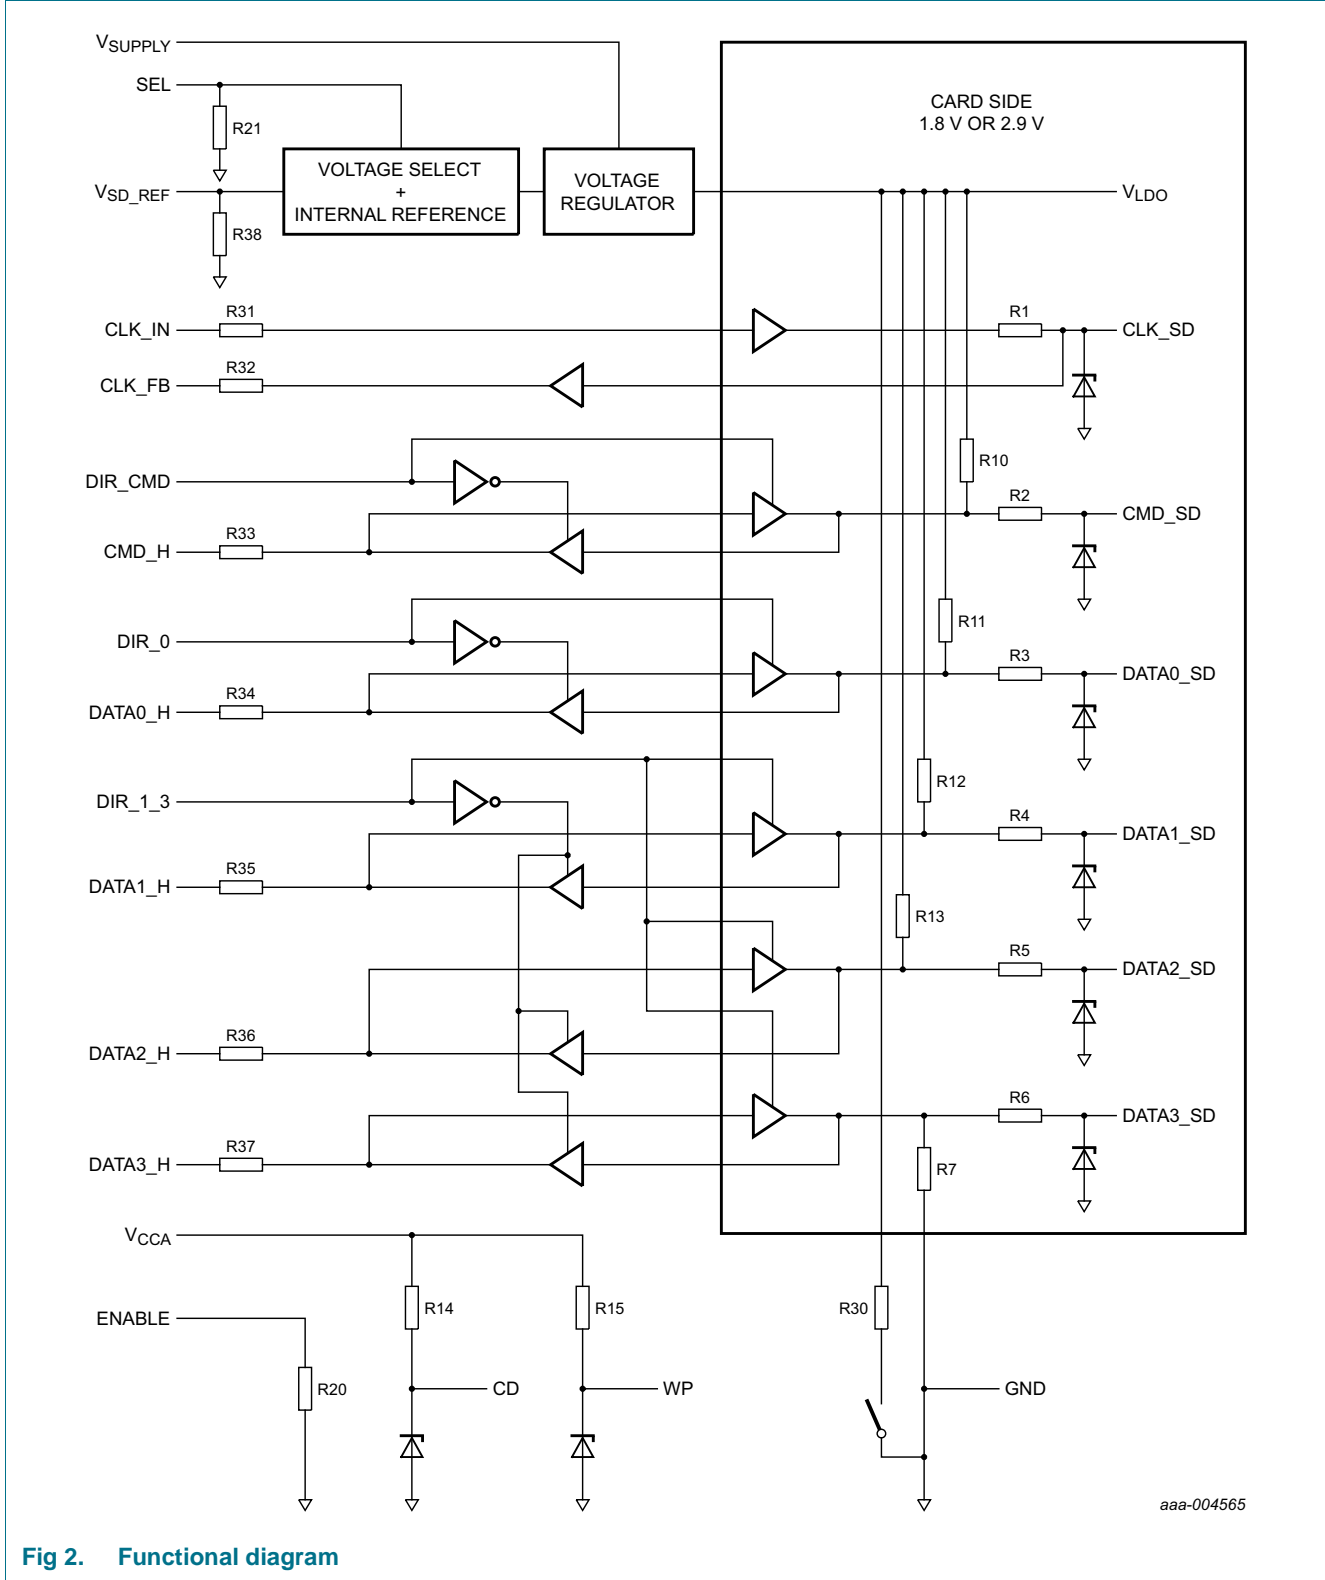 VSUPPLY
SEL
R21
CARD SIDE
1.8 V OR 2.9 V
VOLTAGE SELECT
+
INTERNAL REFERENCE
VOLTAGE
REGULATOR
VSD_REF
VLDO
R38
CLK_IN
R31
R1
CLK_SD
CLK_FB
R32
R10
DIR_CMD
R2
CMD_SD
CMD_H
R33
R11
DIR_0
R3
DATA0_SD
DATA0_H
R34
R12
DIR_1_3
R4
DATA1_SD
DATA1_H
R35
R13
R5
DATA2_SD
DATA2_H
R36
R6
DATA3_SD
DATA3_H
R37
R7
VCCA
ENABLE
R14
R15
R30
R20
CD
WP
GND
aaa-004565
Fig 2. Functional diagram